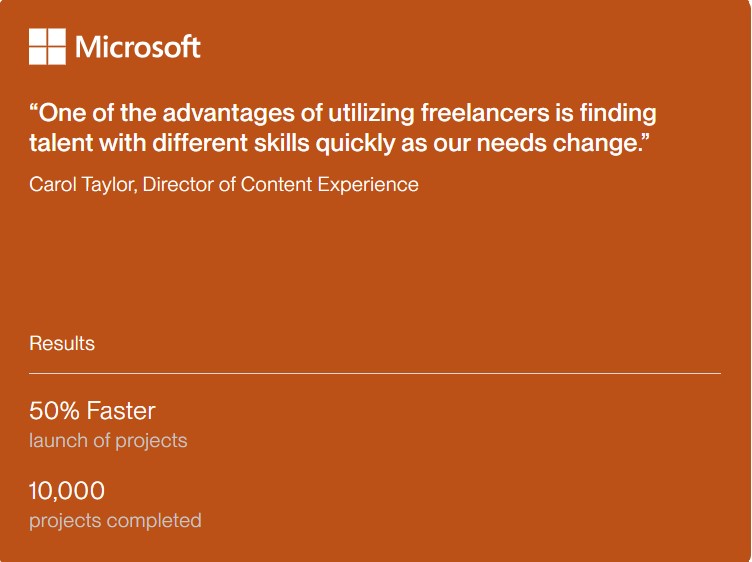 Microsoft
“One of the advantages of utilizing freelancers is finding
talent with different skills quickly as our needs change.”
Carol Taylor, Director of Content Experience
Results
50% Faster
launch of projects
10,000
projects completed